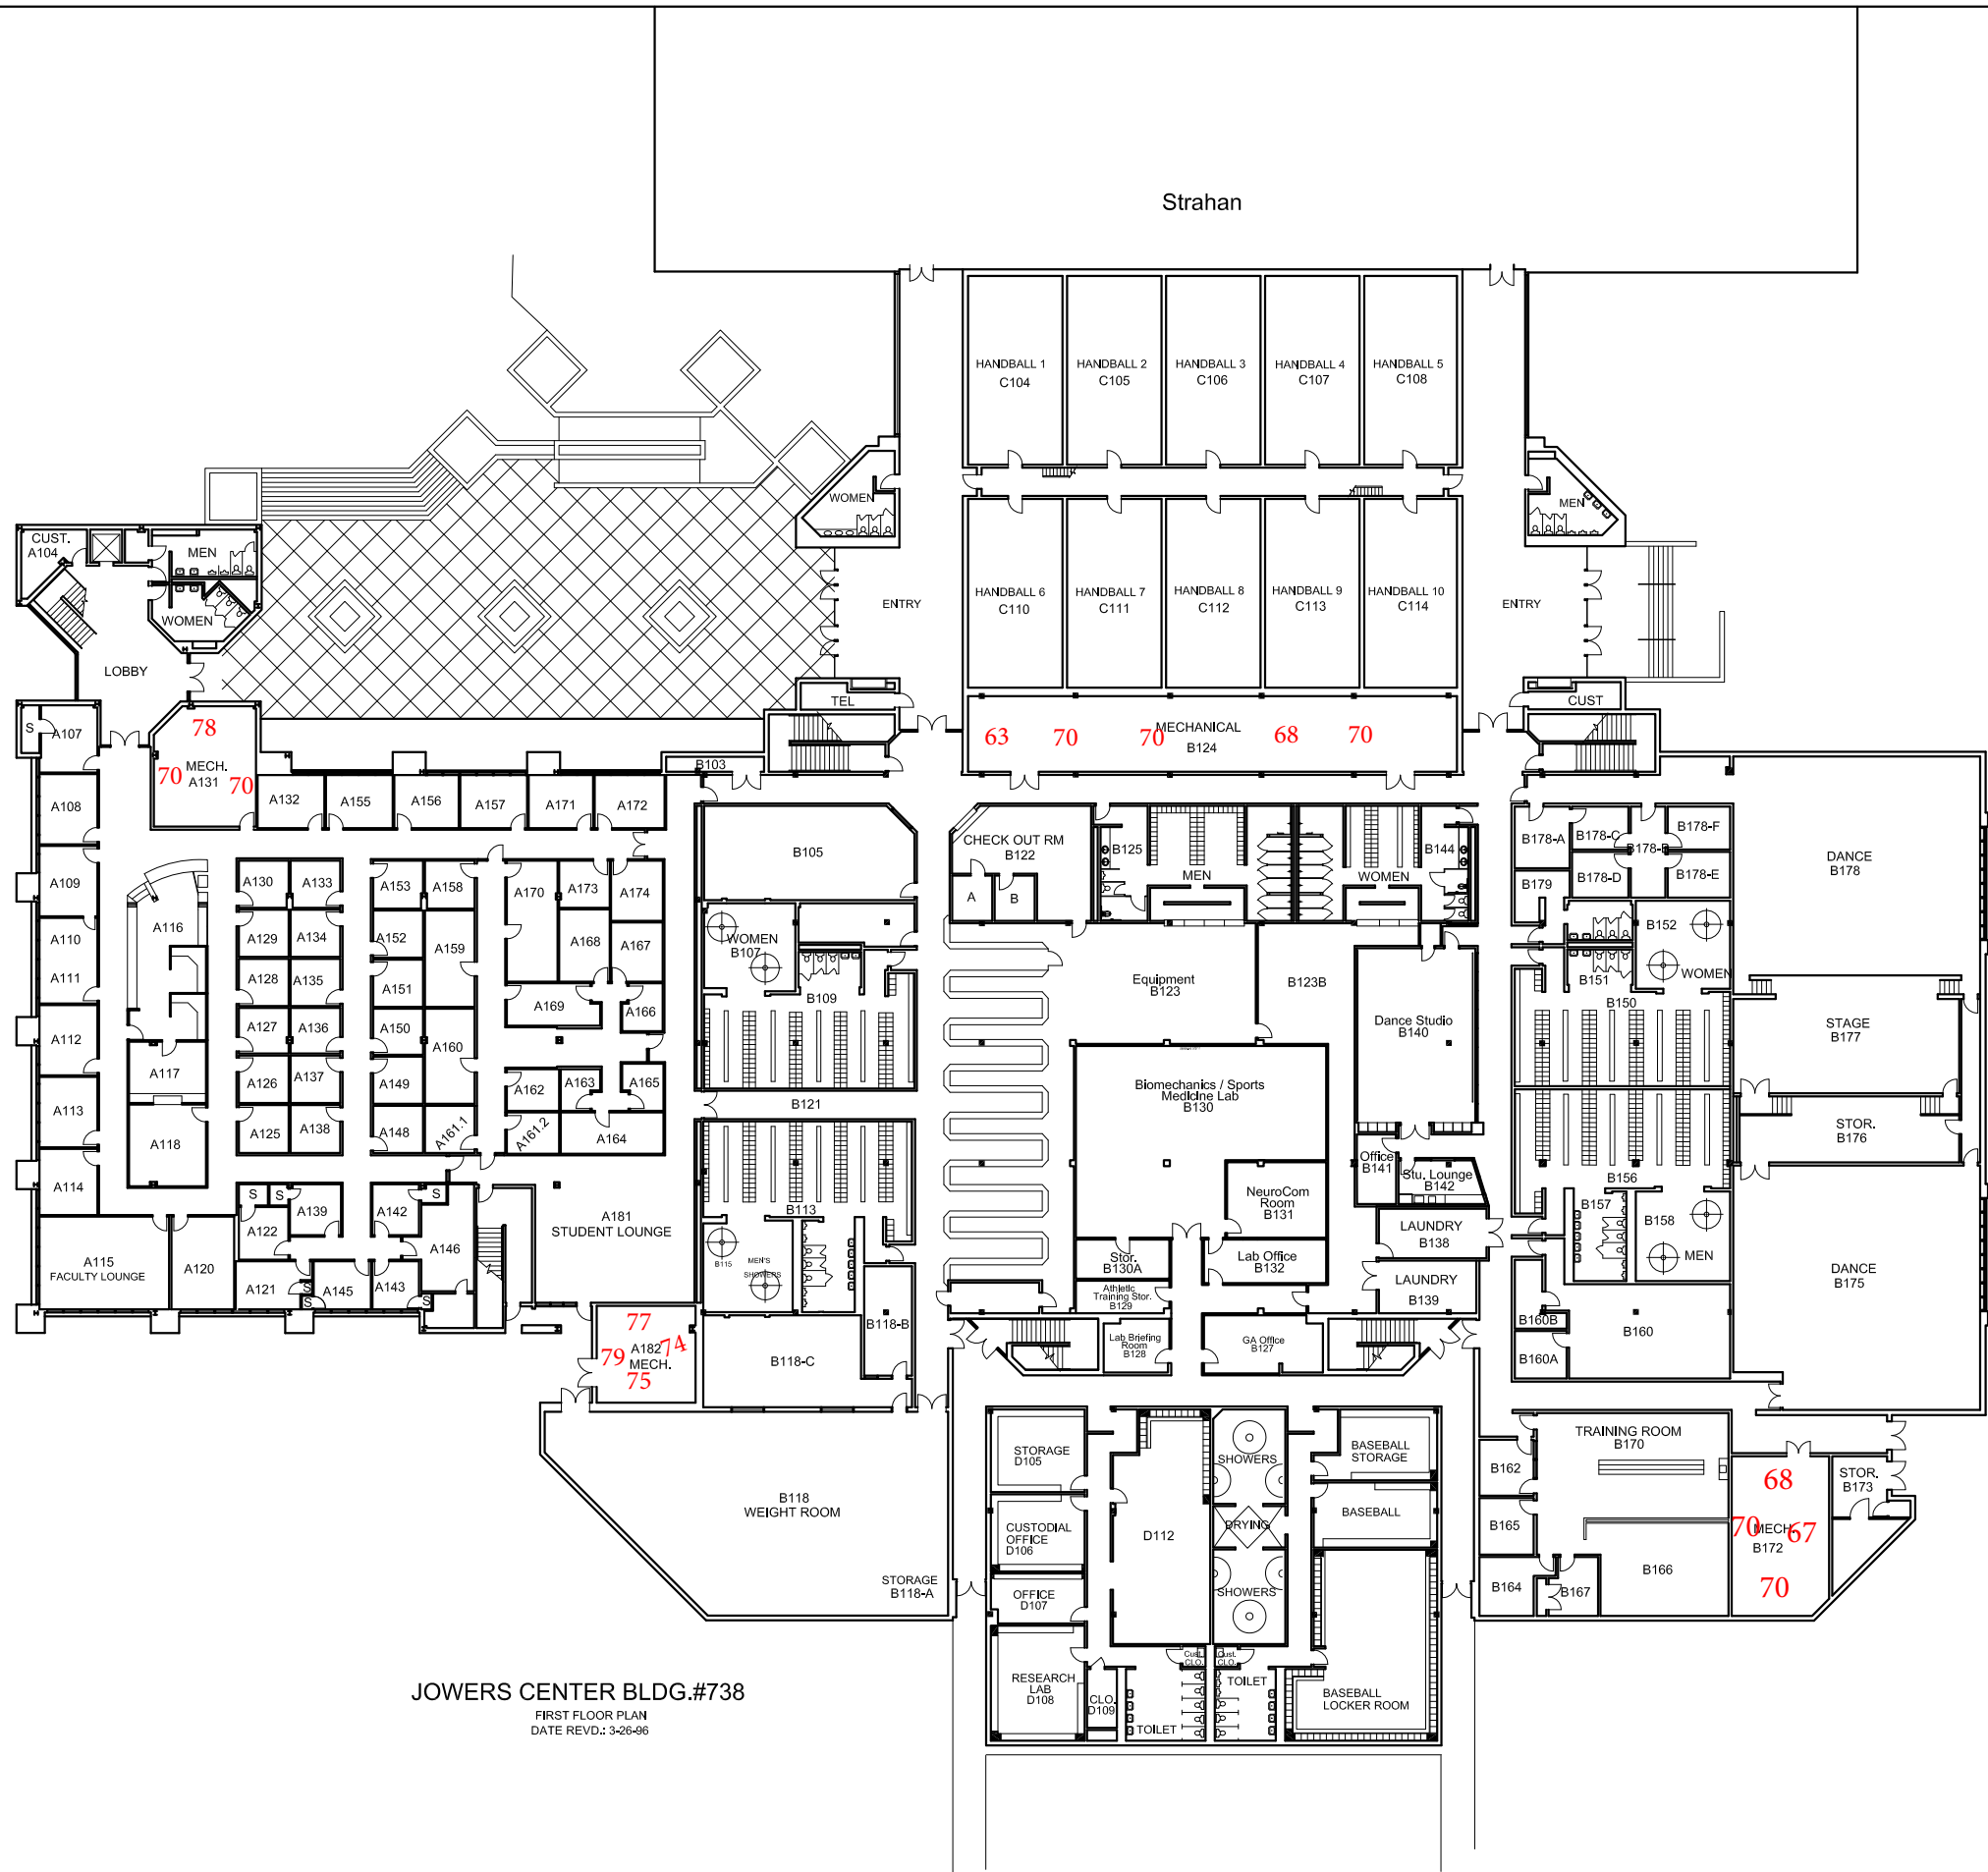 Strahan
HANDBALL 1
C104
HANDBALL 2
C105
HANDBALL 3
C106
HANDBALL 4
C107
HANDBALL 5
C108
WOMEN
MEN
CUST.
A104
MEN
WOMEN
LOBBY
ENTRY
HANDBALL 6
C110
HANDBALL 7
C111
HANDBALL 8
C112
HANDBALL 9
C113
HANDBALL 10
C114
ENTRY
TEL
CUST
S
A107
78
MECH.
70
A131
70
63
70
70
MECHANICAL
B124
68
70
B103
A108
A132
A155
A156
A157
A171
A172
A109
A130
A133
A153
A158
A170
A173
A174
A110
A116
A129
A134
A152
A159
A168
A167
A111
A128
A135
A151
A169
A166
A112
A127
A136
A150
A160
A117
A126
A137
A149
A162
A163
A165
A113
A118
A125
A138
A148
A161.1
A161.2
A164
A114
S
S
A139
A142
S
A122
A146
A115
FACULTY LOUNGE
A120
A121
S
S
A145
A143
S
A181
STUDENT LOUNGE
77
A182
74
79
MECH.
75
B105
WOMEN
B107
B109
B121
B113
B115
MEN'S
SHOWERS
B118-B
B118-C
B118
WEIGHT ROOM
STORAGE
B118-A
CHECK OUT RM
B122
A
B
B125
MEN
WOMEN
B144
Equipment
B123
B123B
Dance Studio
B140
Biomechanics / Sports
Medicine Lab
B130
Office
B141
Stu. Lounge
B142
NeuroCom
Room
B131
LAUNDRY
B138
Stor.
B130A
Lab Office
B132
LAUNDRY
B139
Athletic
Training Stor.
B129
Lab Briefing
Room
B128
GA Office
B127
B178-A
B178-C
B178-B
B178-F
B178-D
B178-E
B179
DANCE
B178
B152
B151
WOMEN
B150
STAGE
B177
STOR.
B176
B156
B157
B158
MEN
DANCE
B175
B160B
B160
B160A
TRAINING ROOM
B170
B162
B165
B164
B167
B166
68
70
MECH.
67
B172
70
STOR.
B173
STORAGE
D105
SHOWERS
BASEBALL
STORAGE
CUSTODIAL
OFFICE
D106
D112
DRYING
BASEBALL
OFFICE
D107
SHOWERS
RESEARCH
LAB
D108
CLO.
D109
Cust.
CLO.
Cust.
CLO.
TOILET
TOILET
BASEBALL
LOCKER ROOM
JOWERS CENTER BLDG.#738
FIRST FLOOR PLAN
DATE REVD.: 3-26-96